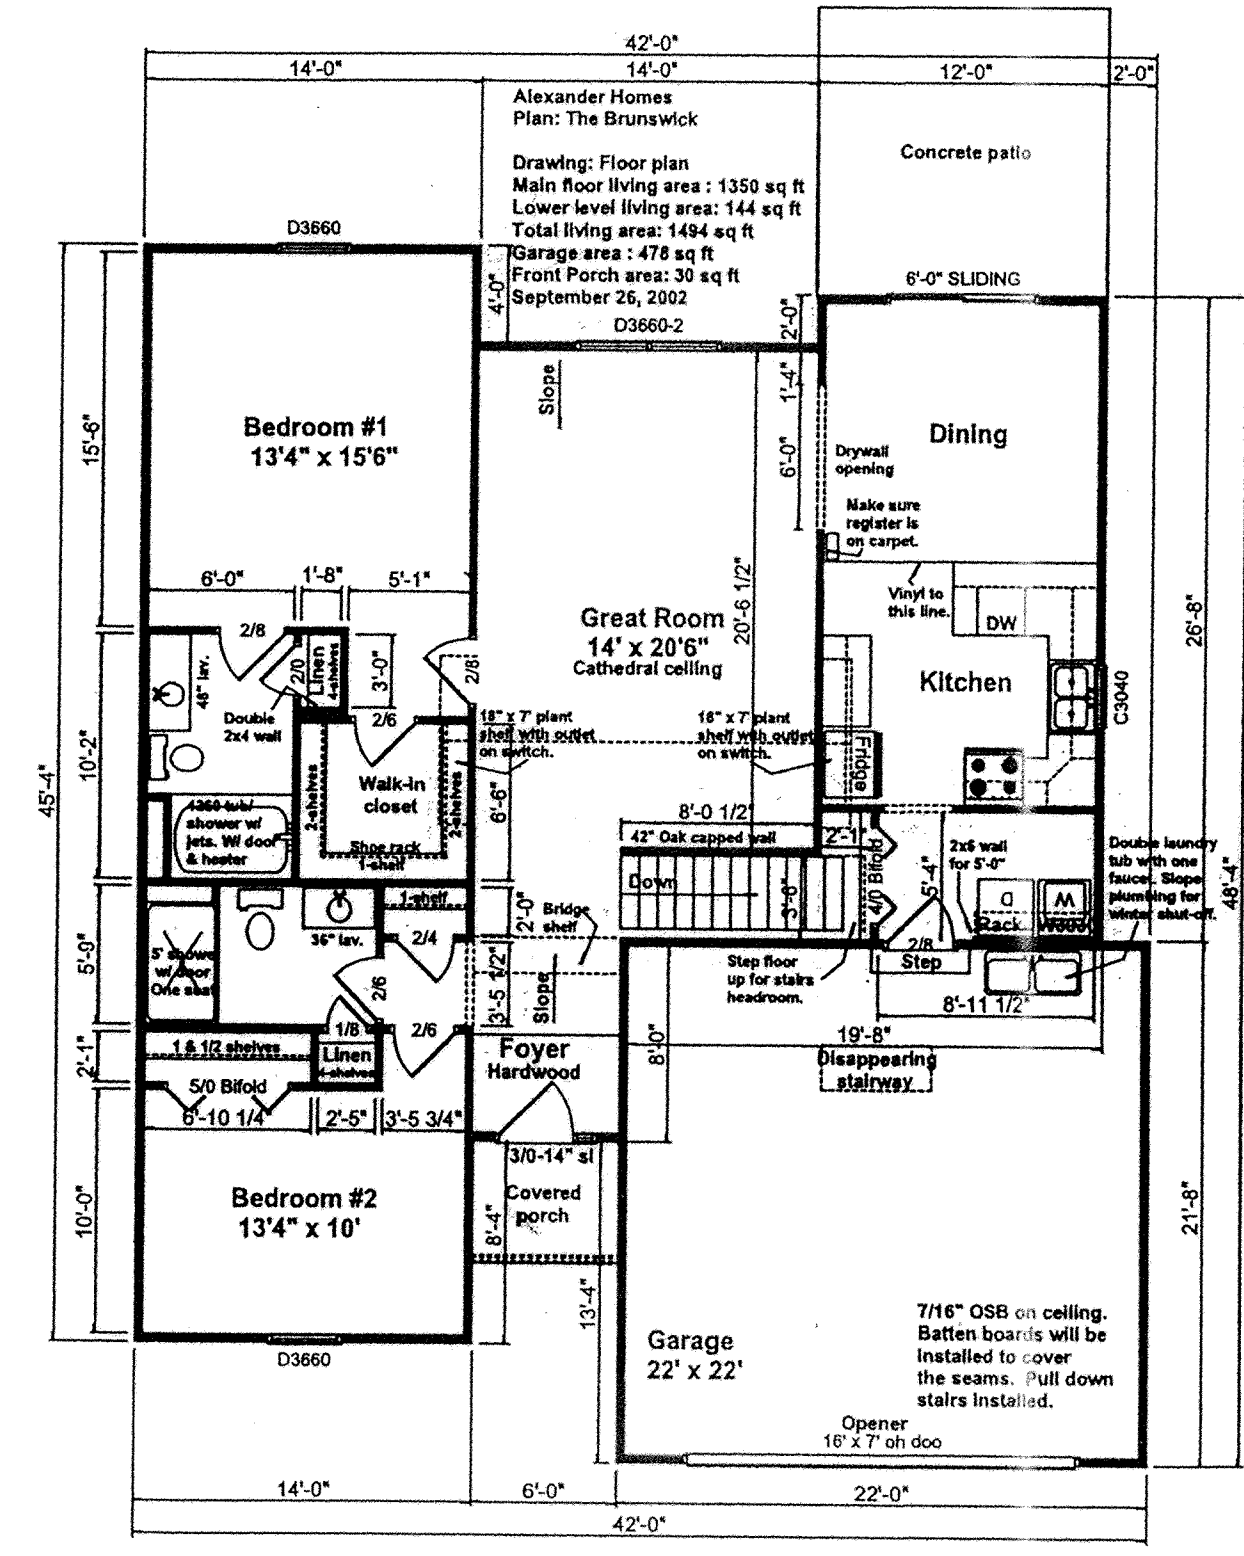 42'-0"
14'-0"
14'-0"
12'-0"
2'-0"
Alexander Homes
Plan: The Brunswick
Drawing: Floor plan
Main floor living area : 1350 sq ft
Lower level living area: 144 sq ft
Total living area: 1494 sq ft
Garage area : 478 sq ft
Front Porch area: 30 sq ft
September 26, 2002
Concrete patio
D3660
4'-0"
D3660-2
2'-0"
6'-0" SLIDING
Slope
1'-4"
6'-0"
15'-6"
Bedroom #1
13'4" x 15'6"
Dining
Drywall
opening
Make sure
register is
on carpet.
Vinyl to
this line.
26'-8"
6'-0"
1'-8"
5'-1"
20'-6 1/2"
Great Room
14' x 20'6"
Cathedral ceiling
DW
Kitchen
C3040
2/8
2/0
Linen
4-shelves
3'-0"
2/8
48" lav.
Double
2x4 wall
2/6
18" x 7' plant
shelf with outlet
on switch.
18" x 7' plant
shelf with outlet
on switch.
Fridge
10'-2"
45'-4"
Walk-in
closet
2-shelves
2-shelves
6'-6"
4260 tub/
shower w/
jets. W/ door
& heater
Shoe rack
1-shelf
8'-0 1/2"
42" Oak capped wall
2'-1"
4/0 Bifold
5'-4"
2x6 wall
for 5'-0"
Double laundry
tub with one
faucet. Slope
plumbing for
winter shut-off.
48'-4"
Down
3'-6"
D
W
Rack
W303
1-shelf
2'-0"
Bridge
shelf
36" lav.
2/4
5'-9"
5' shower
w/ door
One seat
2/6
3'-5 1/2"
Slope
Step floor
up for stairs
headroom.
2/8
Step
8'-11 1/2"
19'-8"
2'-1"
1 & 1/2 shelves
1/8
Linen
4-shelves
2/6
Foyer
Hardwood
8'-0"
Disappearing
stairway
5/0 Bifold
6'-10 1/4"
2'-5"
3'-5 3/4"
3/0-14" sl
Covered
porch
8'-4"
10'-0"
Bedroom #2
13'4" x 10'
21'-8"
13'-4"
Garage
22' x 22'
7/16" OSB on ceiling.
Batten boards will be
installed to cover
the seams. Pull down
stairs installed.
D3660
Opener
16' x 7' oh doo
14'-0"
6'-0"
22'-0"
42'-0"